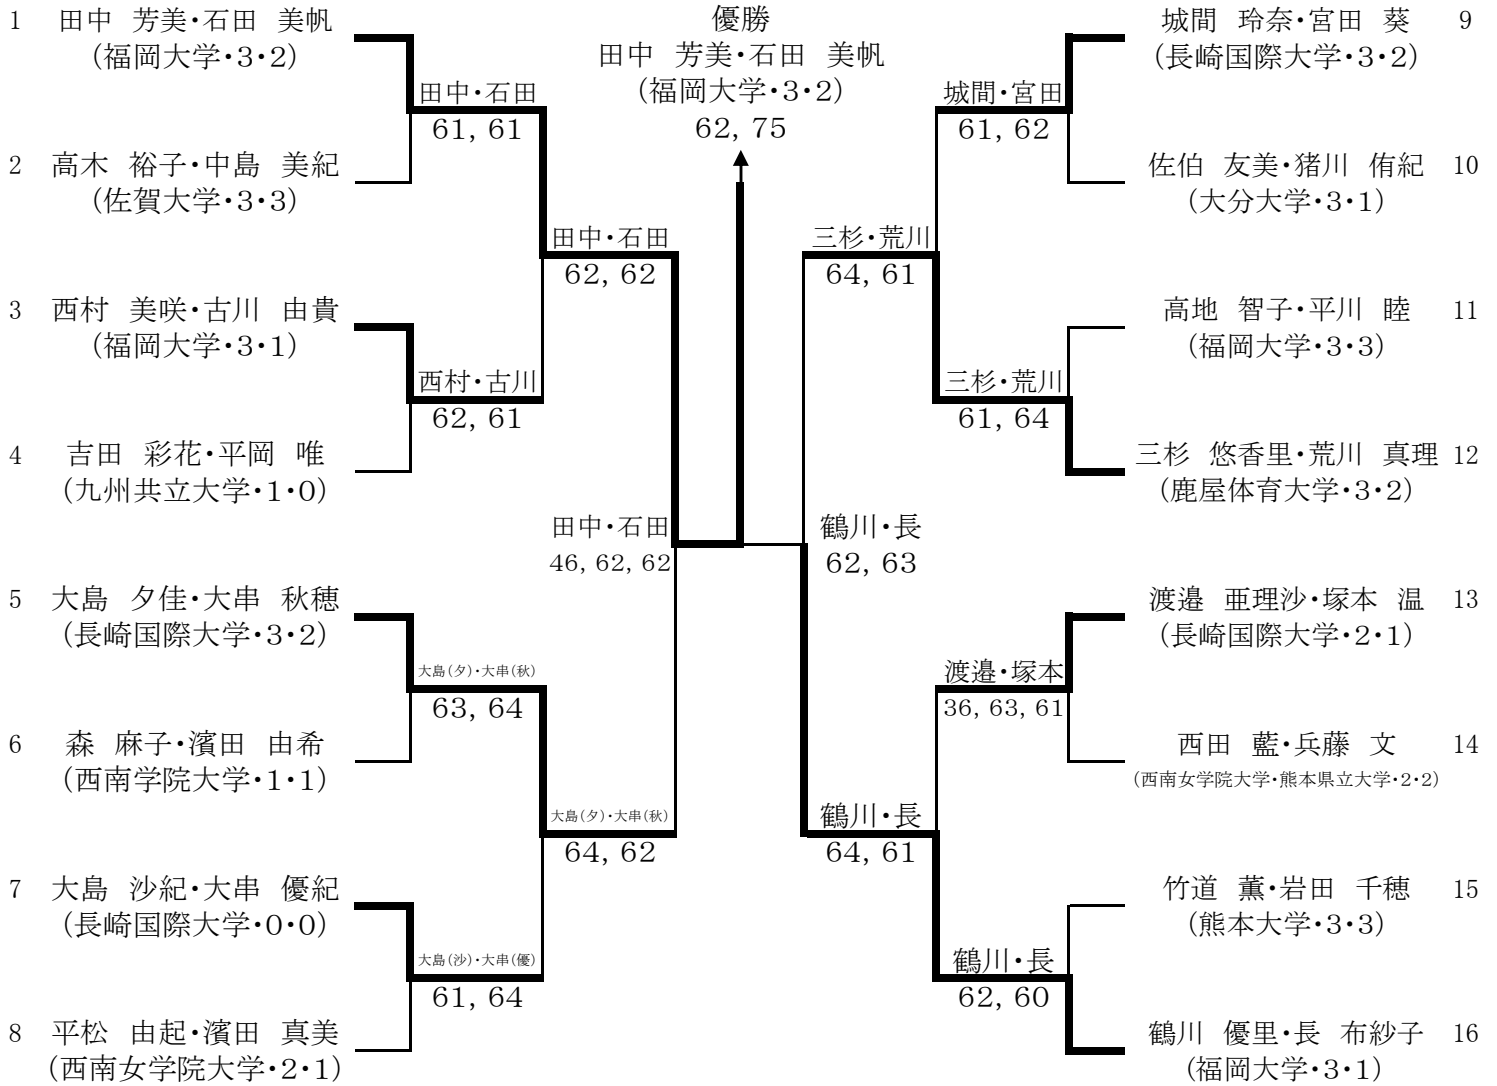 優勝
田中 芳美・石田 美帆
(福岡大学・3・2)
62, 75
1 田中 芳美・石田 美帆
(福岡大学・3・2)
田中・石田
61, 61
2 高木 裕子・中島 美紀
(佐賀大学・3・3)
田中・石田
62, 62
3 西村 美咲・古川 由貴
(福岡大学・3・1)
西村・古川
62, 61
4 吉田 彩花・平岡 唯
(九州共立大学・1・0)
田中・石田
46, 62, 62
5 大島 夕佳・大串 秋穂
(長崎国際大学・3・2)
大島(夕)・大串(秋)
63, 64
6 森 麻子・濱田 由希
(西南学院大学・1・1)
大島(夕)・大串(秋)
64, 62
7 大島 沙紀・大串 優紀
(長崎国際大学・0・0)
大島(沙)・大串(優)
61, 64
8 平松 由起・濱田 真美
(西南女学院大学・2・1)
城間 玲奈・宮田 葵 9
(長崎国際大学・3・2)
城間・宮田
61, 62
佐伯 友美・猪川 侑紀 10
(大分大学・3・1)
三杉・荒川
64, 61
高地 智子・平川 睦 11
(福岡大学・3・3)
三杉・荒川
61, 64
三杉 悠香里・荒川 真理 12
(鹿屋体育大学・3・2)
鶴川・長
62, 63
渡邉 亜理沙・塚本 温 13
(長崎国際大学・2・1)
渡邉・塚本
36, 63, 61
西田 藍・兵藤 文 14
(西南女学院大学・熊本県立大学・2・2)
鶴川・長
64, 61
竹道 薫・岩田 千穂 15
(熊本大学・3・3)
鶴川・長
62, 60
鶴川 優里・長 布紗子 16
(福岡大学・3・1)